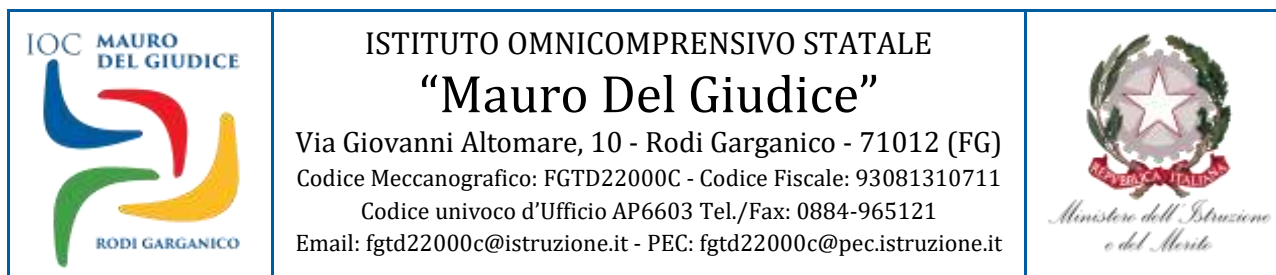 IOC MAURO
DEL GIUDICE
RODI GARGANICO
ISTITUTO OMNICOMPRENSIVO STATALE
“Mauro Del Giudice”
Via Giovanni Altomare, 10 - Rodi Garganico - 71012 (FG)
Codice Meccanografico: FGTD22000C - Codice Fiscale: 93081310711
Codice univoco d’Ufficio AP6603 Tel./Fax: 0884-965121
Email: fgtd22000c@istruzione.it - PEC: fgtd22000c@pec.istruzione.it
REPVBBLICA ITALIANA
Ministero dell’Istruzione
e del Merito